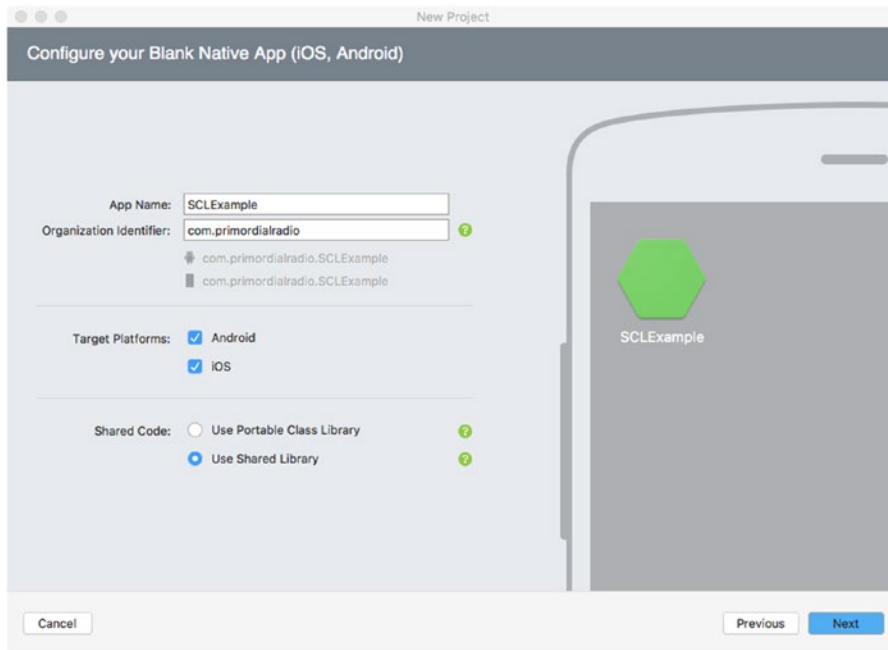 New Project
Configure your Blank Native App (iOS, Android)
App Name: SCLExample
Organization Identifier: com.primordialradio ?
com.primordialradio.SCLExample
com.primordialradio.SCLExample
Target Platforms: Android
iOS
Shared Code: Use Portable Class Library ?
Use Shared Library ?
SCLExample
Cancel Previous Next